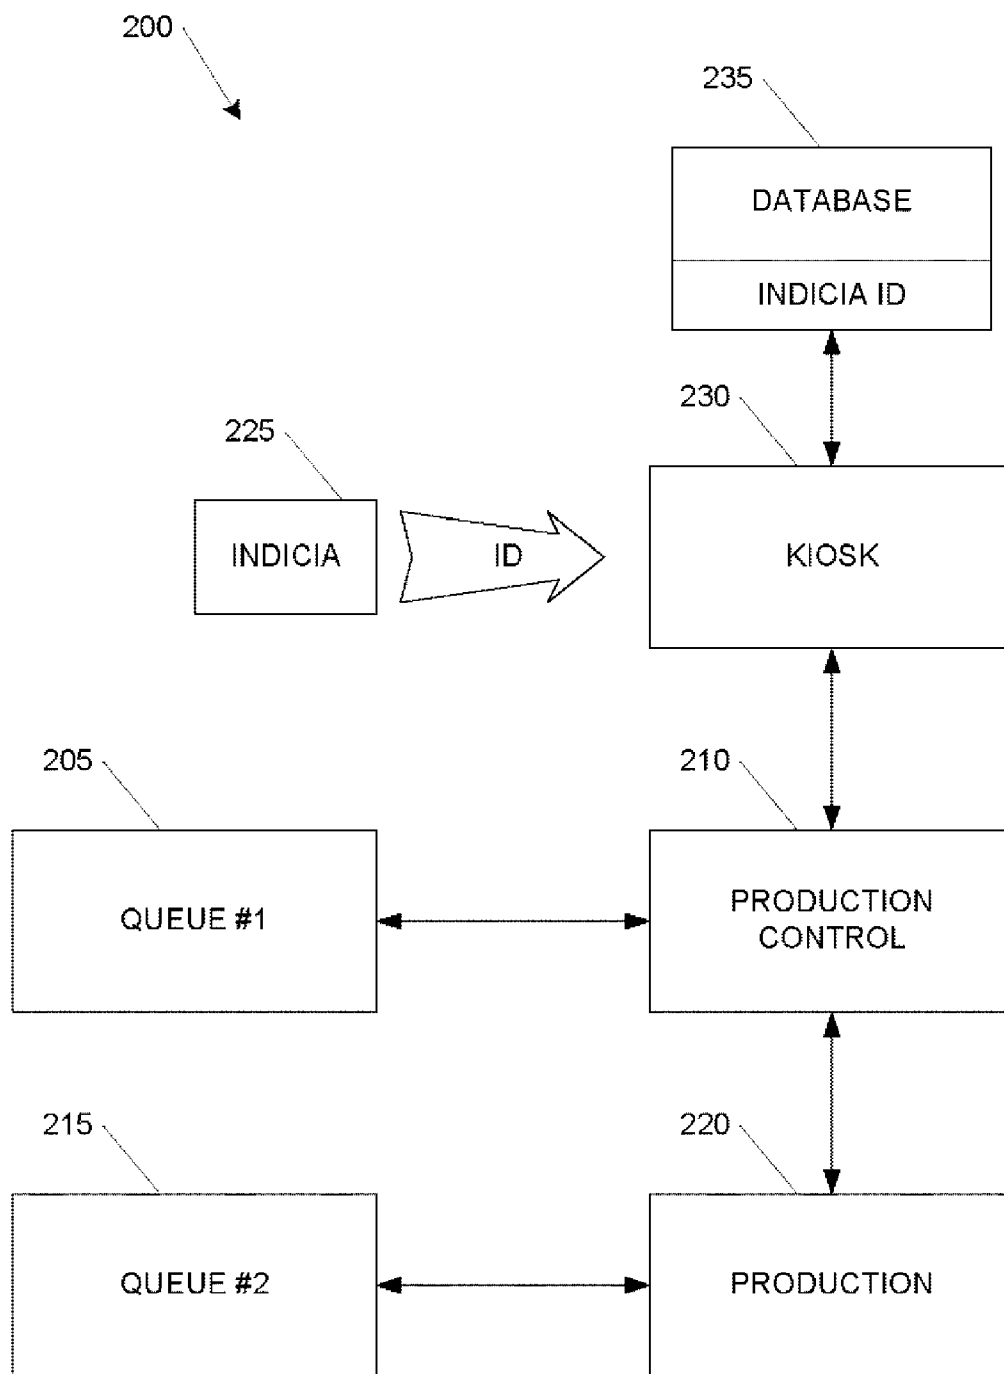 200
235
DATABASE
INDICIA ID
230
225
INDICIA
ID
KIOSK
205
210
QUEUE #1
PRODUCTION
CONTROL
215
220
QUEUE #2
PRODUCTION